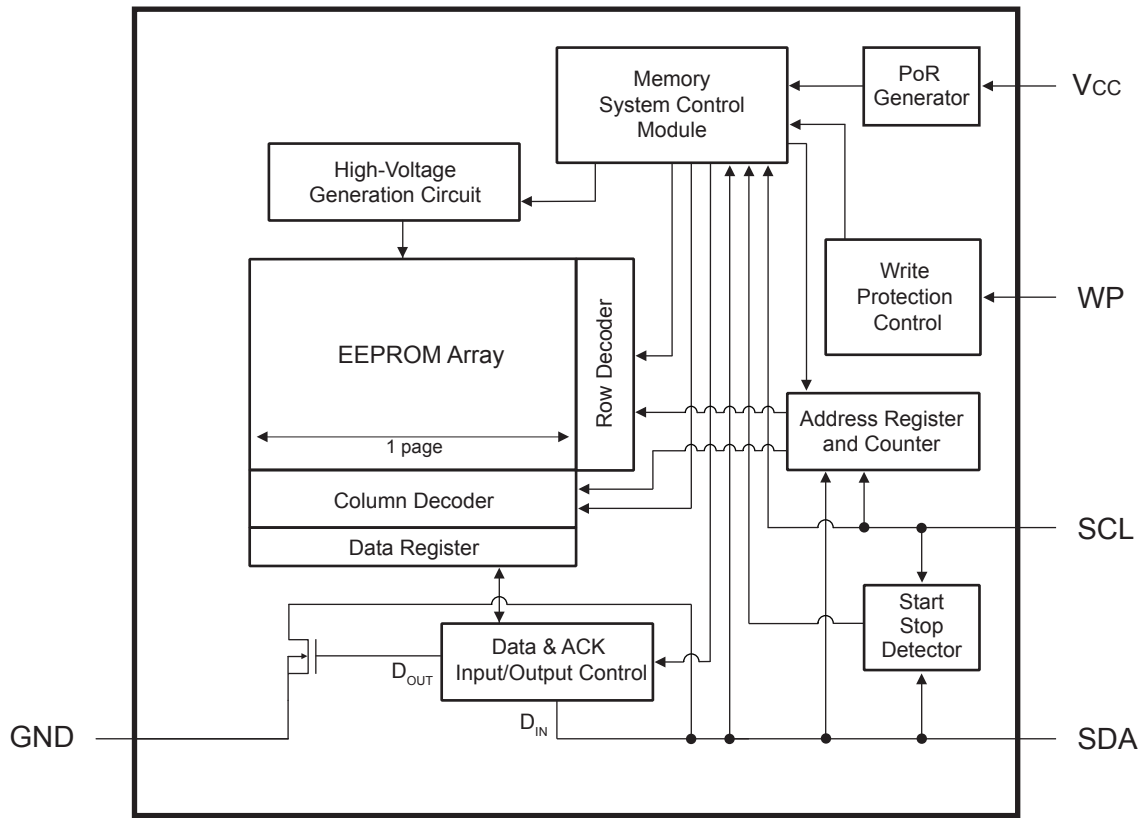 Memory
System Control
Module
PoR
Generator
VCC
High-Voltage
Generation Circuit
Write
Protection
Control
WP
EEPROM Array
Row Decoder
1 page
Address Register
and Counter
Column Decoder
Data Register
SCL
Start
Stop
Detector
Data & ACK
Input/Output Control
DOUT
DIN
GND
SDA